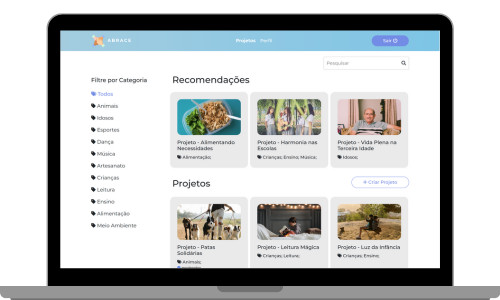 ABRACE
Projetos Perfil
Sair
Pesquisar
Filtre por Categoria
Todos
Animais
Idosos
Esportes
Dança
Música
Artesanato
Crianças
Leitura
Ensino
Alimentação
Meio Ambiente
Recomendações
Projeto - Alimentando
Necessidades
Alimentação;
Projeto - Harmonia nas
Escolas
Crianças; Ensino; Música;
Projeto - Vida Plena na
Terceira Idade
Idosos;
Projetos
+ Criar Projeto
Projeto - Patas
Solidárias
Animais;
Projeto - Leitura Mágica
Crianças; Leitura;
Projeto - Luz da Infância
Crianças; Ensino;